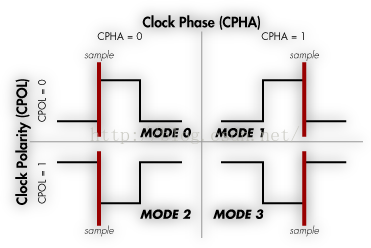 Clock Phase (CPHA)
CPHA = 0
CPHA = 1
sample
sample
Clock Polarity (CPOL)
CPOL = 0
CPOL = 1
MODE 0
MODE 1
MODE 2
MODE 3
sample
sample